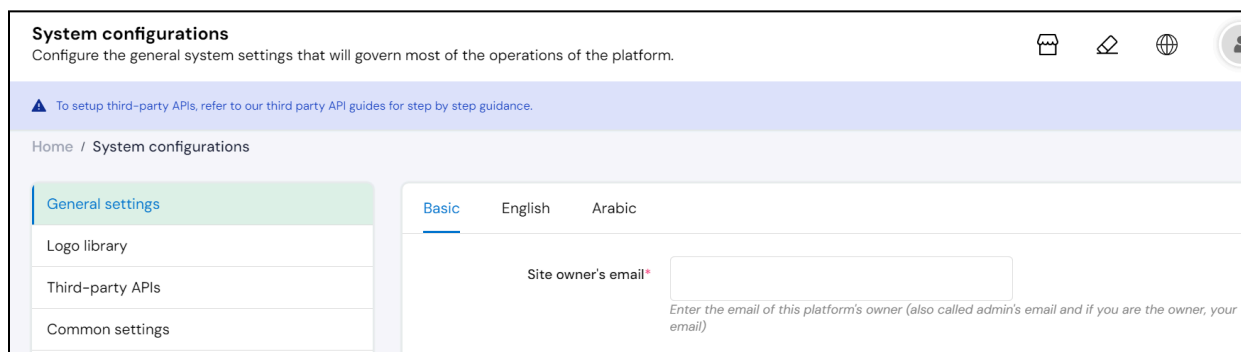 System configurations
Configure the general system settings that will govern most of the operations of the platform.
To setup third-party APIs, refer to our third party API guides for step by step guidance.
Home / System configurations
General settings
Logo library
Third-party APIs
Common settings
Basic English Arabic
Site owner's email*
Enter the email of this platform's owner (also called admin's email and if you are the owner, your
email)